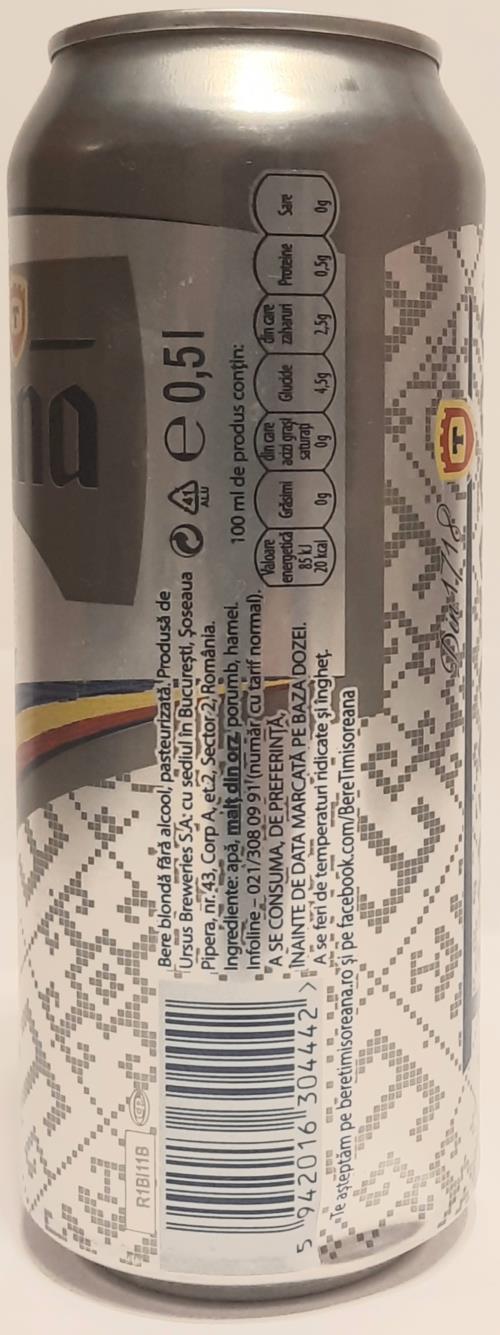 na
T
Bere blondă fără alcool, pasteurizată. Produsă de
Ursus Breweries S.A. cu sediul în București, Șoseaua
Pipera, nr. 43, Corp A, et.2, Sector 2, România.
Ingrediente: apă, malț din orz, porumb, hamei.
Infoline - 021/308 09 91 (număr cu tarif normal).
A SE CONSUMA, DE PREFERINȚĂ,
ÎNAINTE DE DATA MARCATĂ PE BAZA DOZEI.
A se feri de temperaturi ridicate și îngheț.
Te așteptăm pe beretimisoreana.ro și pe facebook.com/BereTimisoreana
41
ALU
e 0,5 l
100 ml de produs conțin:
Valoare energetică 85 kJ 20 kcal
Grăsimi 0g
din care acizi grași saturați 0g
Glucide 4,5g
din care zaharuri 2,5g
Proteine 0,5g
Sare 0g
5 942016 304442 >
R1BI11B
T
Din 1718